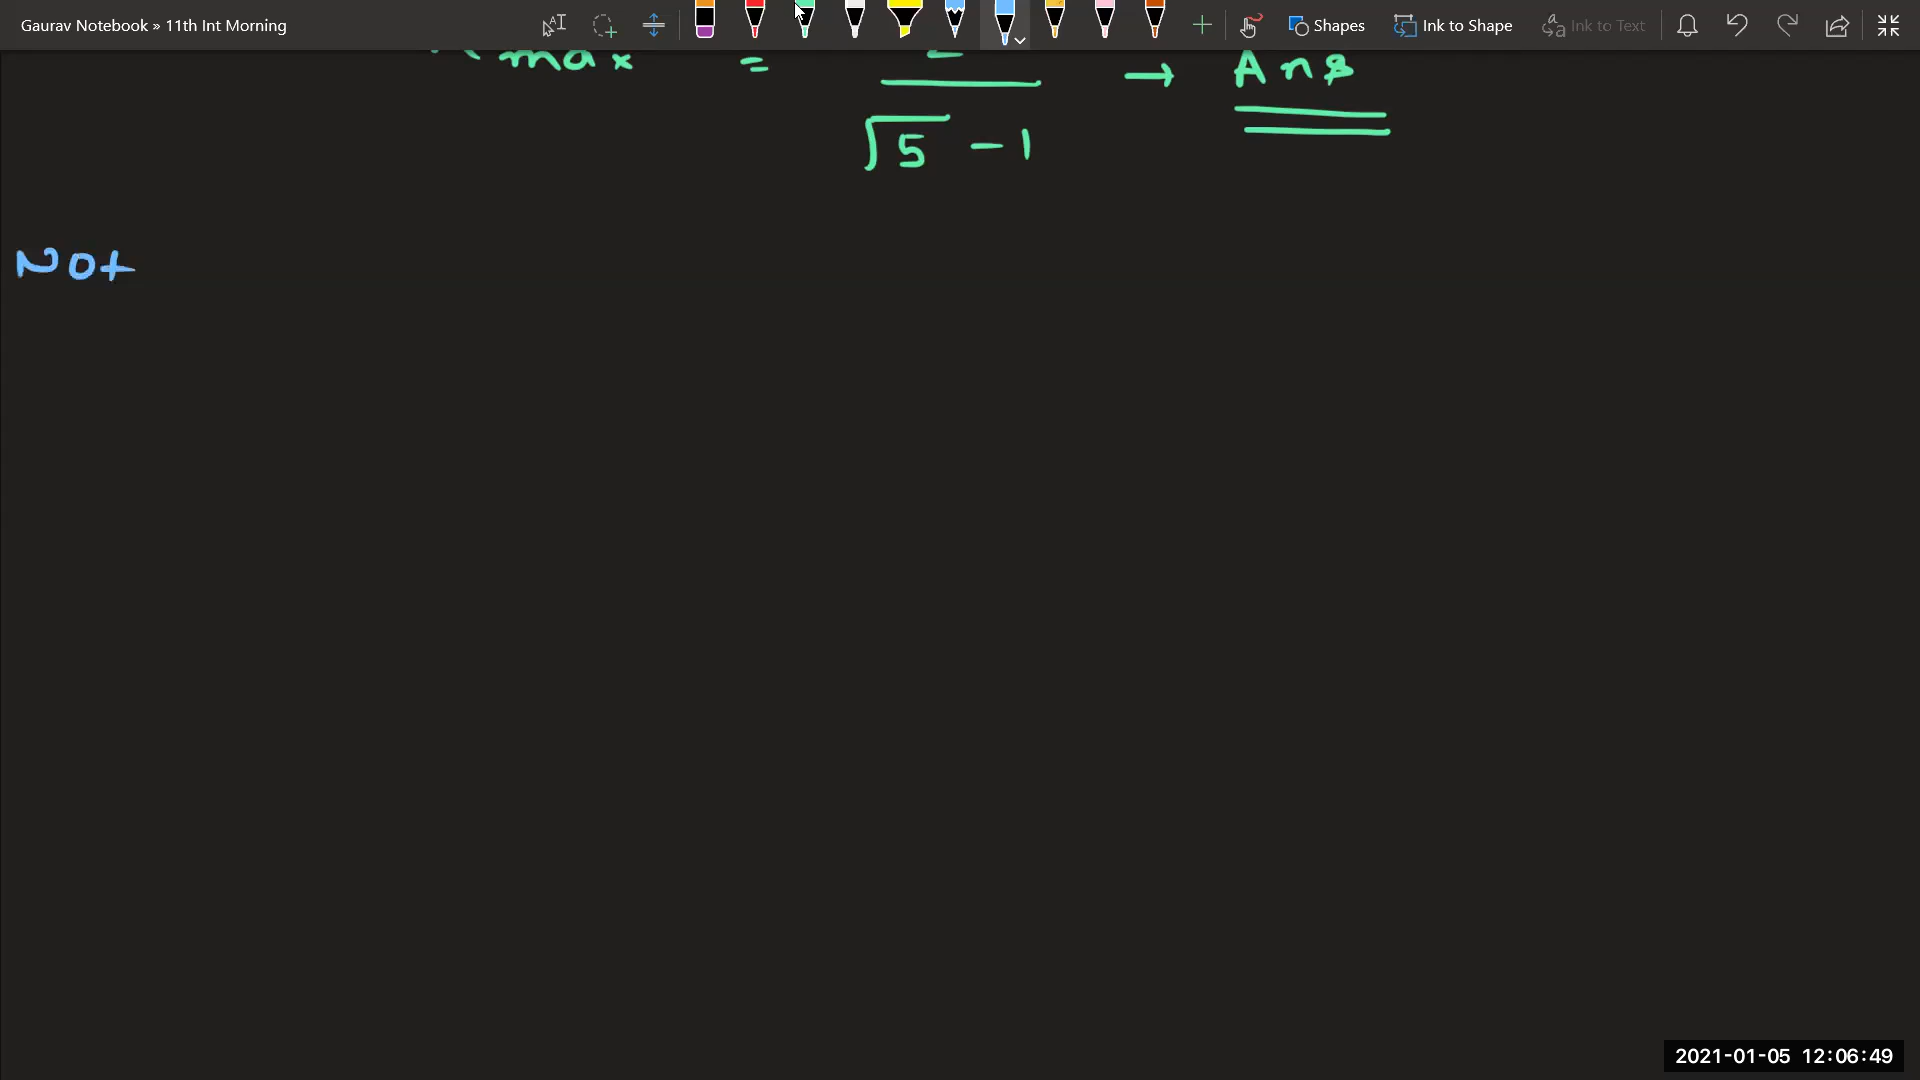 Gaurav Notebook » 11th Int Morning
Shapes
Ink to Shape
Ink to Text
max = → Ans
√5 - 1
Not
2021-01-05 12:06:49